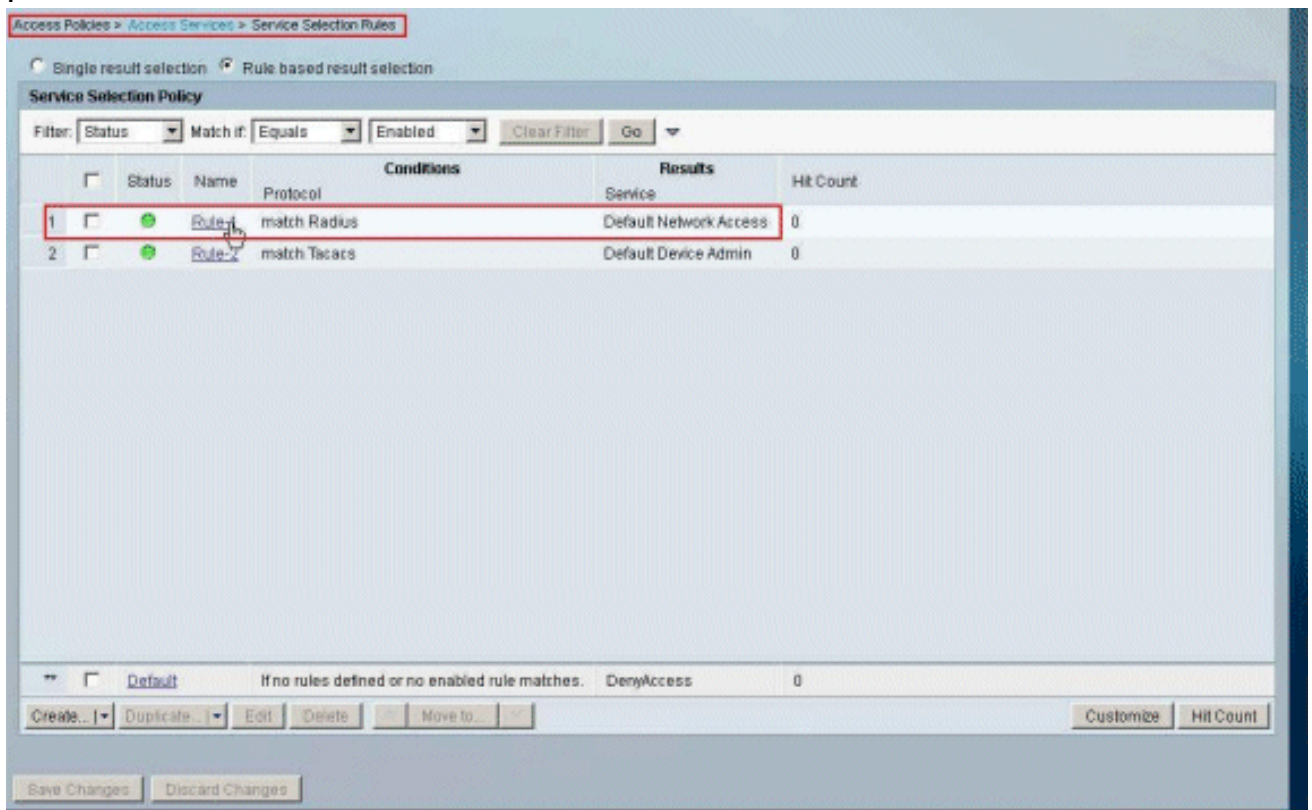 Access Policies > Access Services > Service Selection Rules
Single result selection Rule based result selection
Service Selection Policy
Filter: Status Match if: Equals Enabled Clear Filter Go
Conditions Results
Status Name Protocol Service Hit Count
1 Rule-1 match Radius Default Network Access 0
2 Rule-2 match Tacacs Default Device Admin 0
** Default If no rules defined or no enabled rule matches. DenyAccess 0
Create... Duplicate... Edit Delete Move to... Customize Hit Count
Save Changes Discard Changes